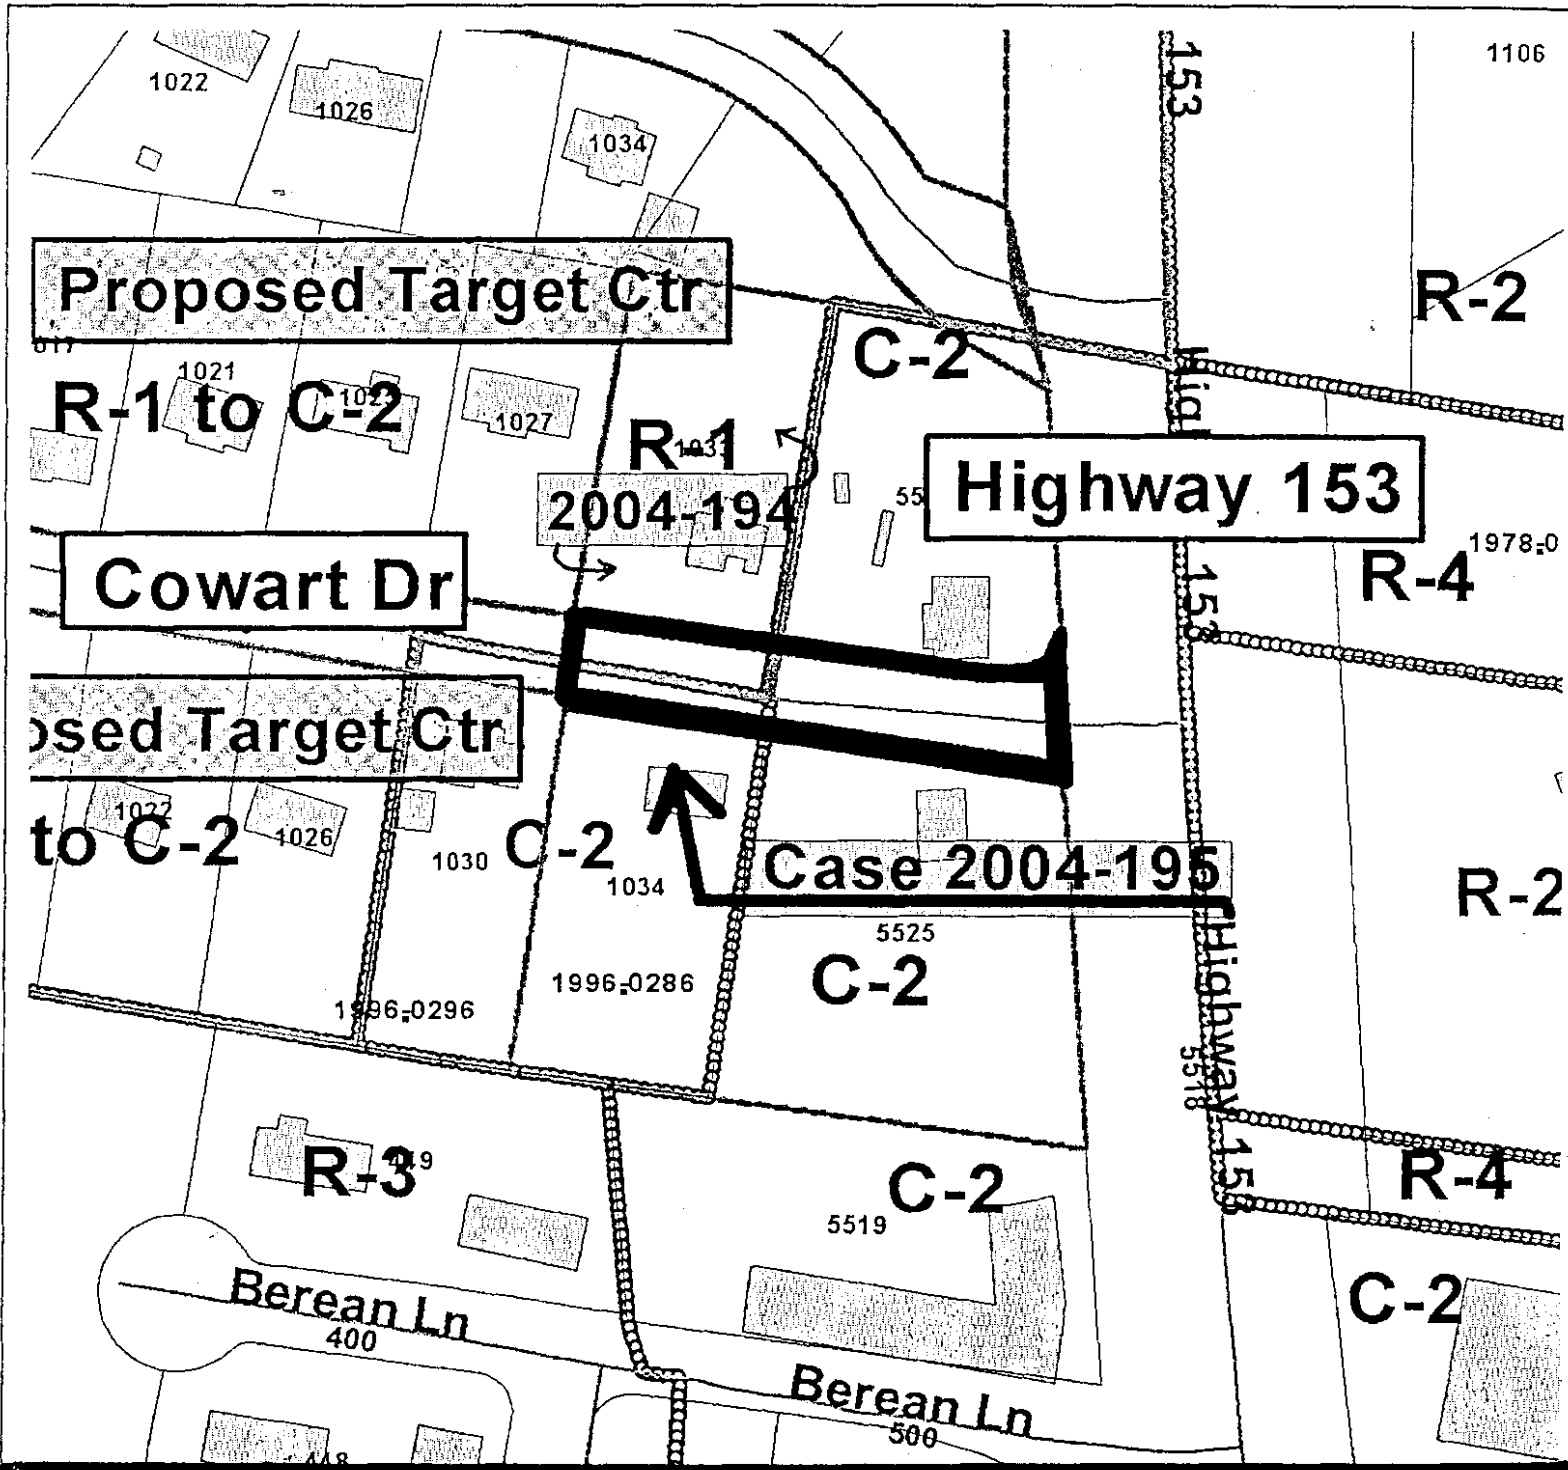 1022
1026
1034
153
1106
Proposed Target Ctr
R-2
C-2
1021
R-1 to C-2
1027
R-1
2004-194
Highway 153
1978-0
R-4
Cowart Dr
153
osed Target Ctr
1022
to C-2
1026
1030
C-2
1034
Case 2004-195
R-2
5525
C-2
Highway
1996-0286
1996-0296
5518
R-3
C-2
153
R-4
5519
C-2
Berean Ln
400
Berean Ln
500
448